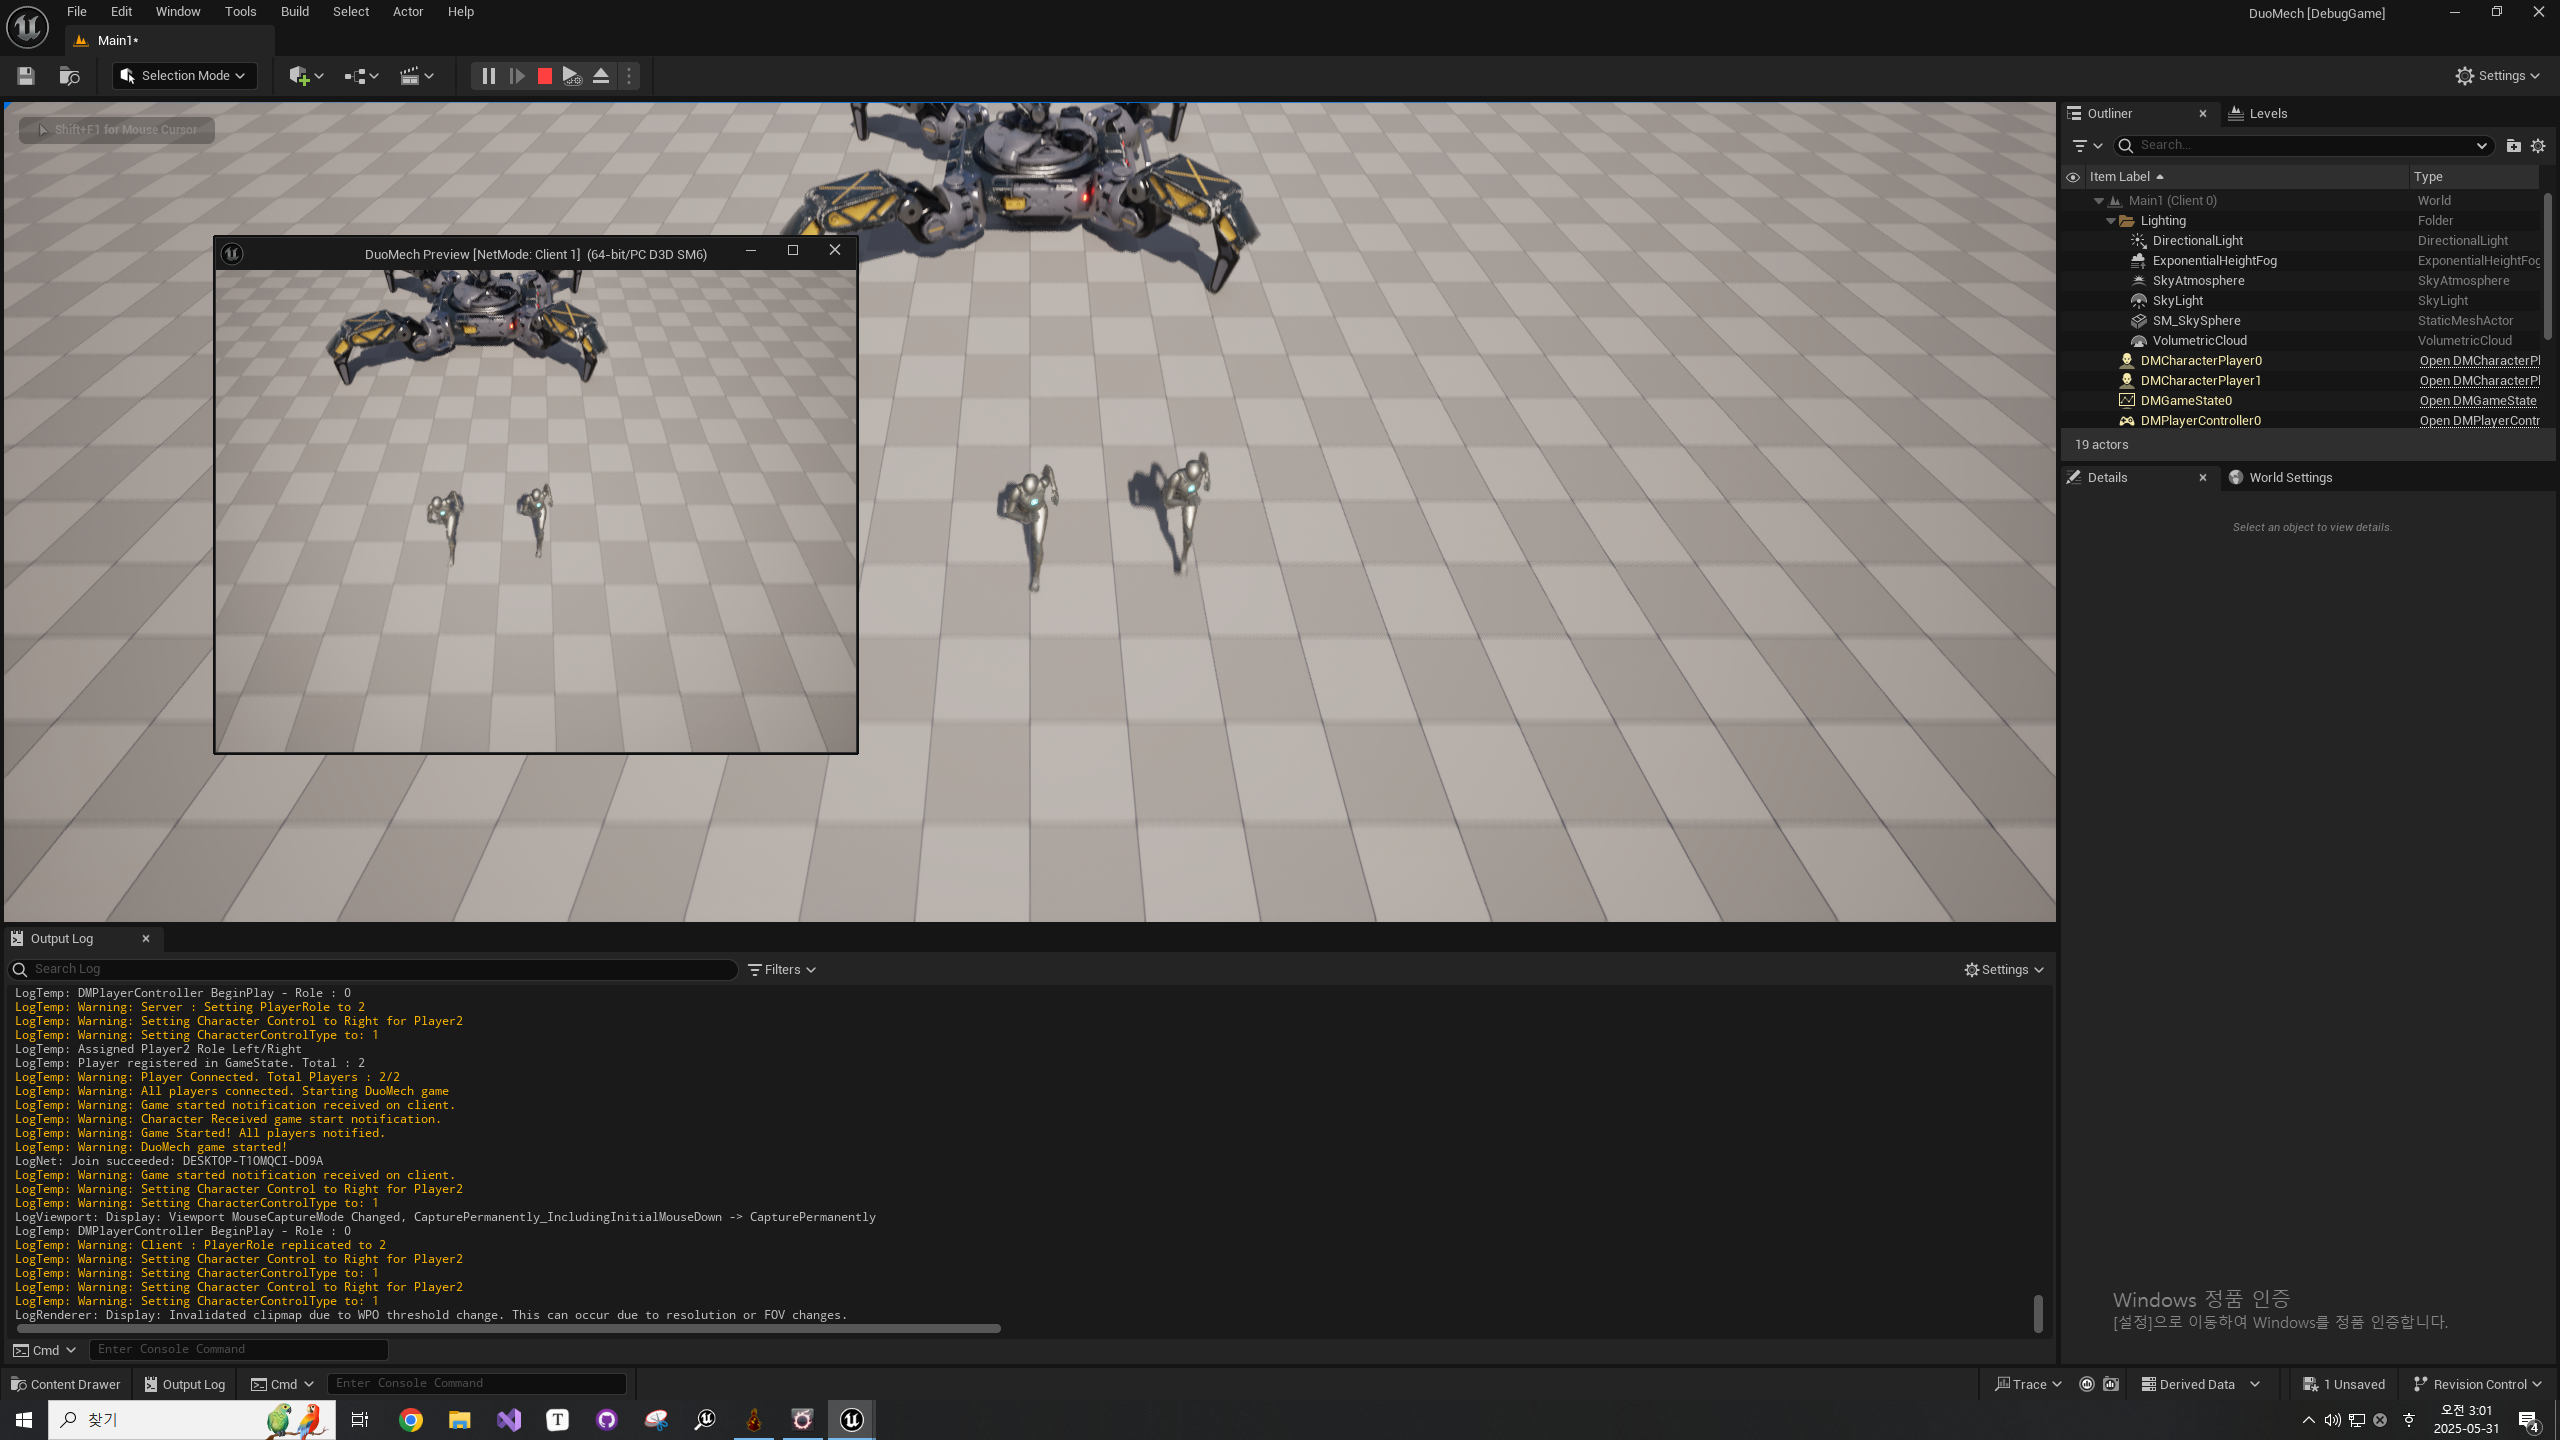 File Edit Window Tools Build Select Actor Help
DuoMech [DebugGame]
Main1*
Selection Mode
Settings
Shift+F1 for Mouse Cursor
DuoMech Preview [NetMode: Client 1] (64-bit/PC D3D SM6)
Outliner
Levels
Search...
Item Label
Type
Main1 (Client 0) World
Lighting Folder
DirectionalLight DirectionalLight
ExponentialHeightFog ExponentialHeightFog
SkyAtmosphere SkyAtmosphere
SkyLight SkyLight
SM_SkySphere StaticMeshActor
VolumetricCloud VolumetricCloud
DMCharacterPlayer0 Open DMCharacterPl
DMCharacterPlayer1 Open DMCharacterPl
DMGameState0 Open DMGameState
DMPlayerController0 Open DMPlayerContr
19 actors
Details
World Settings
Select an object to view details.
Output Log
Search Log
Filters
Settings
LogTemp: DMPlayerController BeginPlay - Role : 0
LogTemp: Warning: Server : Setting PlayerRole to 2
LogTemp: Warning: Setting Character Control to Right for Player2
LogTemp: Warning: Setting CharacterControlType to: 1
LogTemp: Assigned Player2 Role Left/Right
LogTemp: Player registered in GameState. Total : 2
LogTemp: Warning: Player Connected. Total Players : 2/2
LogTemp: Warning: All players connected. Starting DuoMech game
LogTemp: Warning: Game started notification received on client.
LogTemp: Warning: Character Received game start notification.
LogTemp: Warning: Game Started! All players notified.
LogTemp: Warning: DuoMech game started!
LogNet: Join succeeded: DESKTOP-T1OMQCI-D09A
LogTemp: Warning: Game started notification received on client.
LogTemp: Warning: Setting Character Control to Right for Player2
LogTemp: Warning: Setting CharacterControlType to: 1
LogViewport: Display: Viewport MouseCaptureMode Changed, CapturePermanently_IncludingInitialMouseDown -> CapturePermanently
LogTemp: DMPlayerController BeginPlay - Role : 0
LogTemp: Warning: Client : PlayerRole replicated to 2
LogTemp: Warning: Setting Character Control to Right for Player2
LogTemp: Warning: Setting CharacterControlType to: 1
LogTemp: Warning: Setting Character Control to Right for Player2
LogTemp: Warning: Setting CharacterControlType to: 1
LogRenderer: Display: Invalidated clipmap due to WPO threshold change. This can occur due to resolution or FOV changes.
Cmd
Enter Console Command
Windows 정품 인증
[설정]으로 이동하여 Windows를 정품 인증합니다.
Content Drawer
Output Log
Cmd
Enter Console Command
Trace
Derived Data
1 Unsaved
Revision Control
찾기
오전 3:01
2025-05-31
4